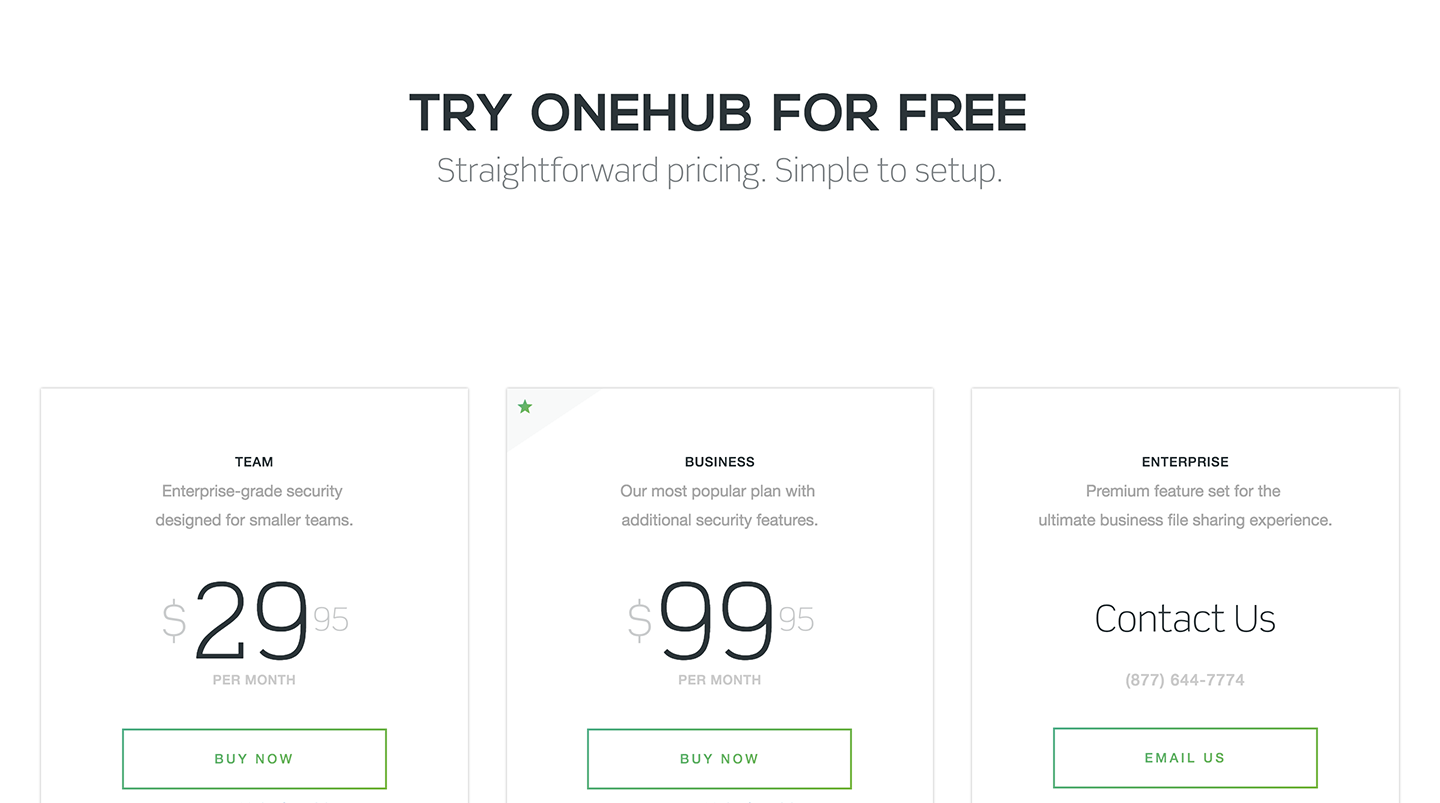 TRY ONEHUB FOR FREE
Straightforward pricing. Simple to setup.
TEAM
Enterprise-grade security
designed for smaller teams.
$29 95
PER MONTH
BUY NOW
BUSINESS
Our most popular plan with
additional security features.
$99 95
PER MONTH
BUY NOW
ENTERPRISE
Premium feature set for the
ultimate business file sharing experience.
Contact Us
(877) 644-7774
EMAIL US